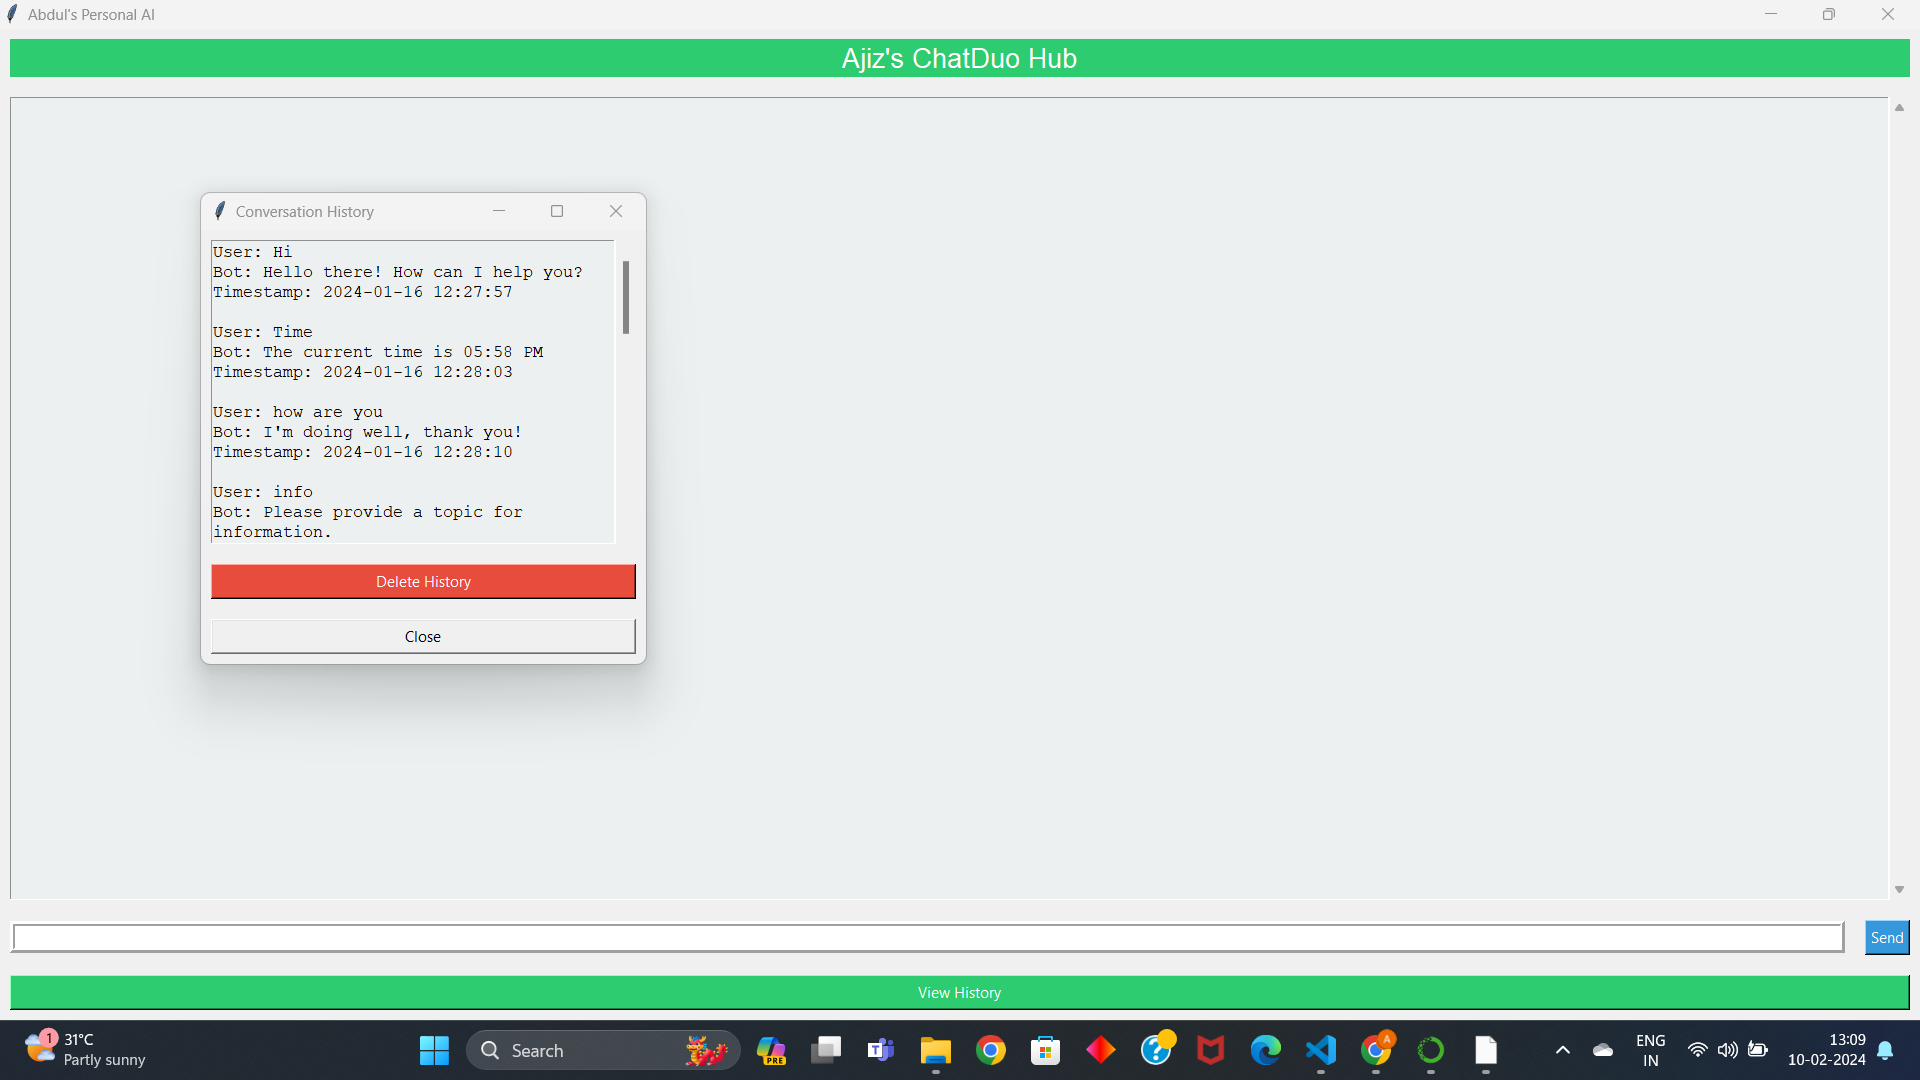 Abdul's Personal AI
Ajiz's ChatDuo Hub
Conversation History
User: Hi
Bot: Hello there! How can I help you?
Timestamp: 2024-01-16 12:27:57
User: Time
Bot: The current time is 05:58 PM
Timestamp: 2024-01-16 12:28:03
User: how are you
Bot: I'm doing well, thank you!
Timestamp: 2024-01-16 12:28:10
User: info
Bot: Please provide a topic for
information.
Delete History
Close
Send
View History
1
31°C
Partly sunny
Search
PRE
T
A
ENG
IN
13:09
10-02-2024